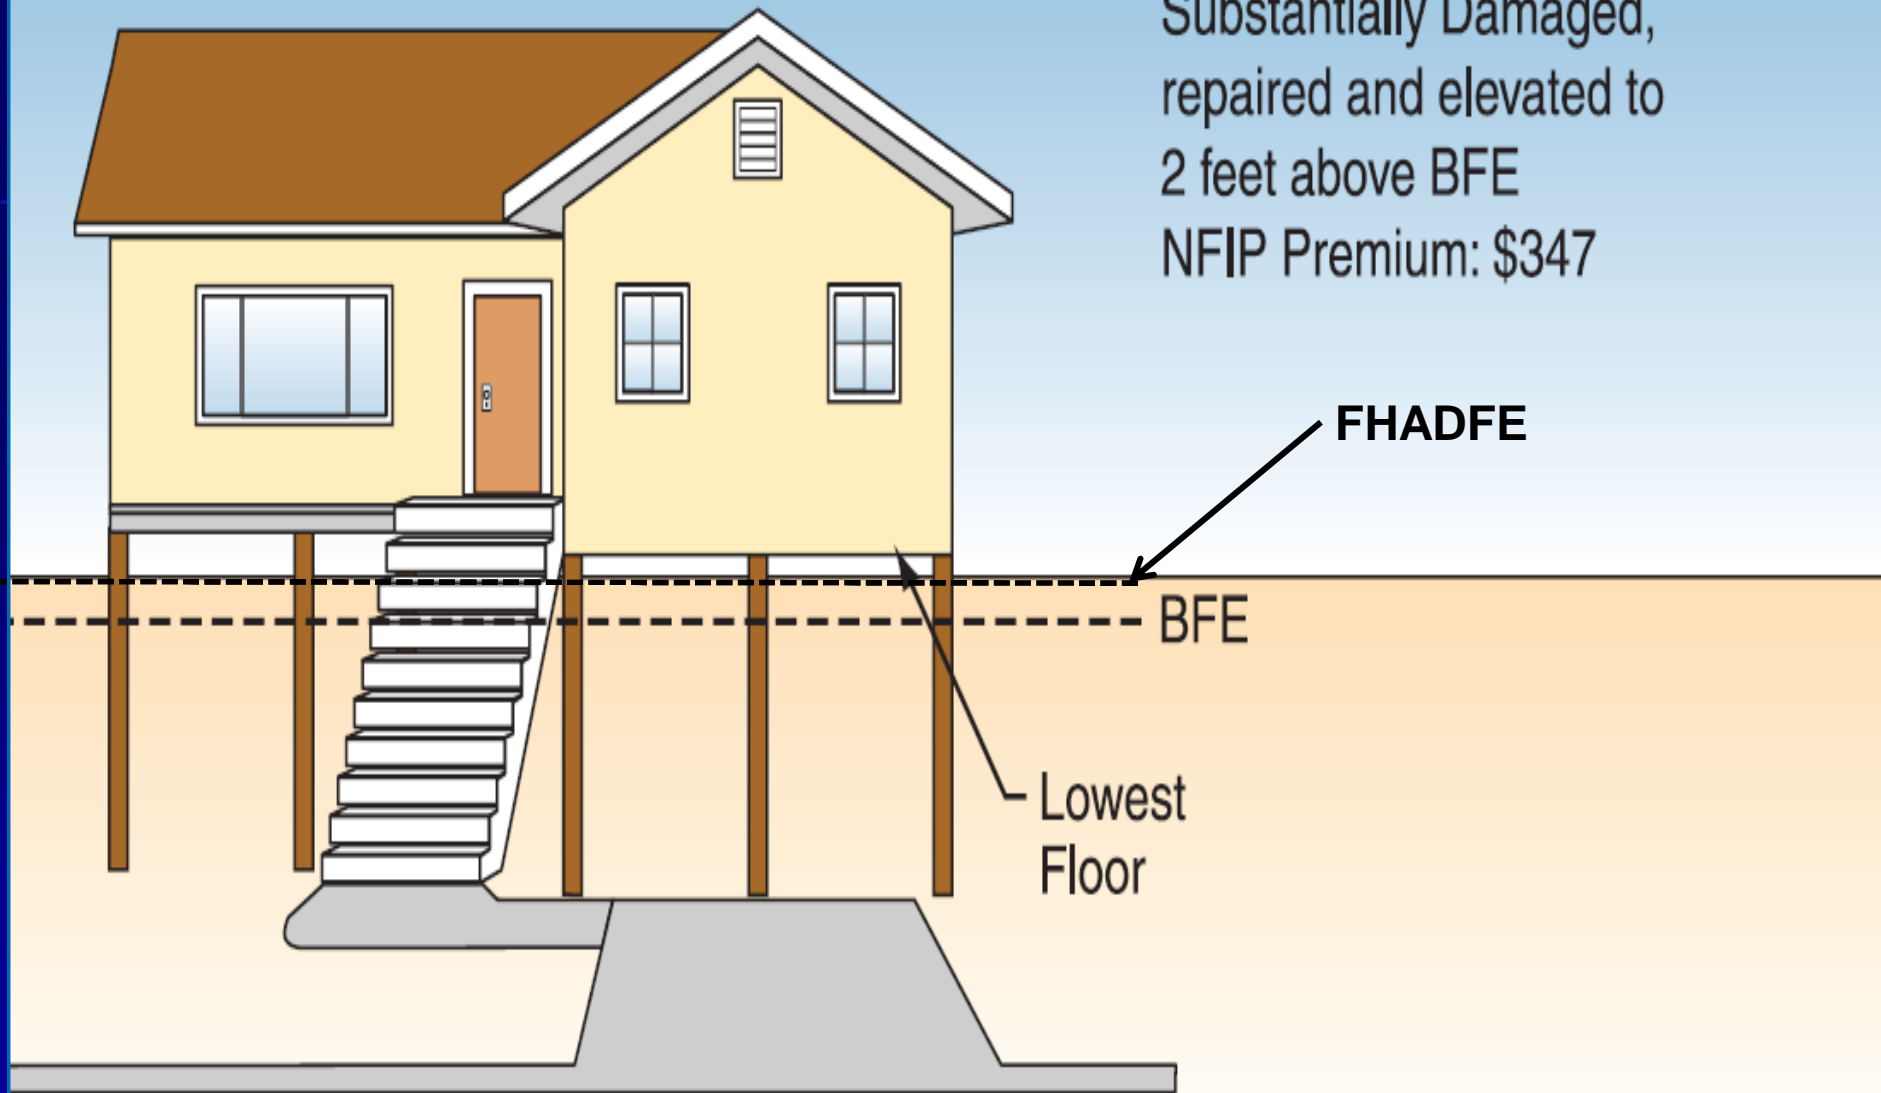 Substantially Damaged,
repaired and elevated to
2 feet above BFE
NFIP Premium: $347
FHADFE
BFE
Lowest
Floor